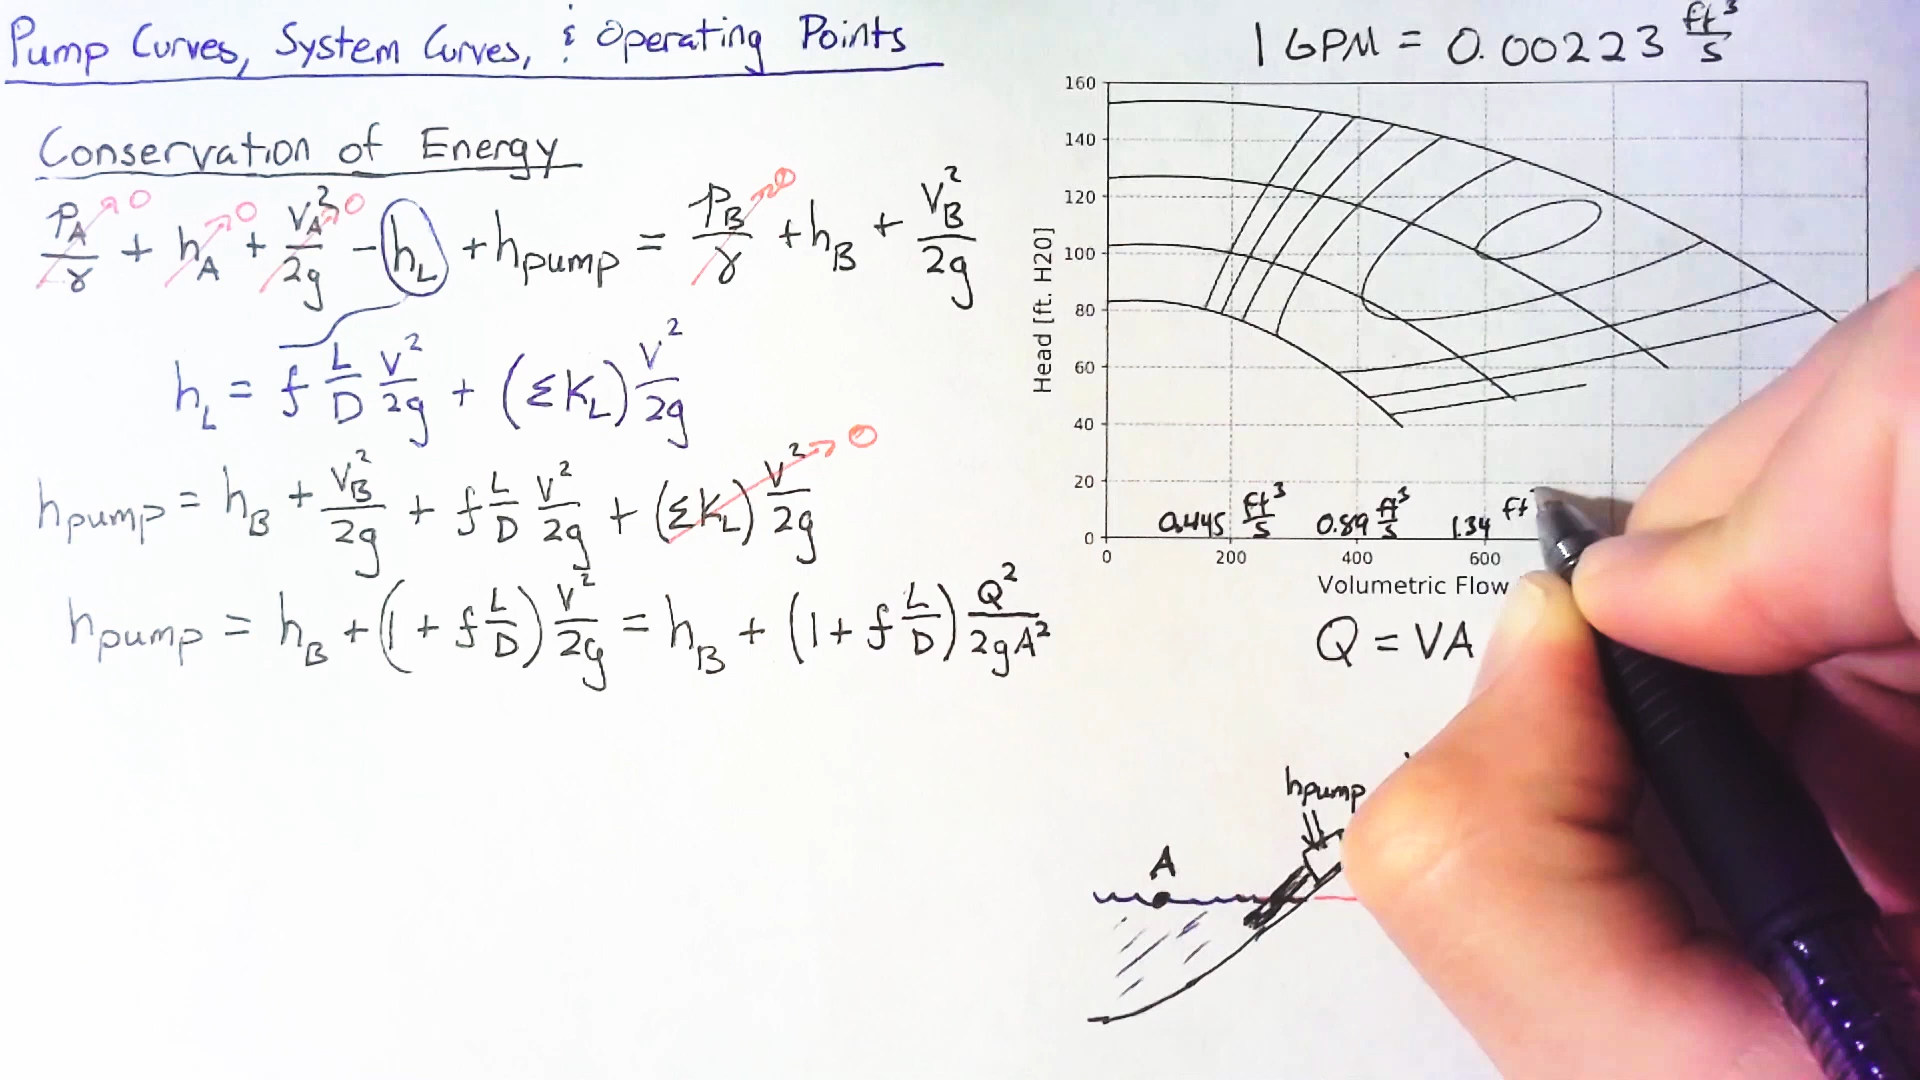 Pump Curves, System Curves, & Operating Points
1 GPM = 0.00223 ft³/s
Conservation of Energy
p_A/γ → 0 + h_A → 0 + V_A²/2g → 0 - h_L + h_pump = p_B/γ → 0 + h_B + V_B²/2g
h_L = f L/D V²/2g + (ΣK_L) V²/2g
h_pump = h_B + V_B²/2g + f L/D V²/2g + (ΣK_L) V²/2g → 0
h_pump = h_B + (1 + f L/D) V²/2g = h_B + (1 + f L/D) Q²/2gA²
160
140
120
100
80
60
40
20
0
Head [ft. H20]
0.445 ft³/s 0.89 ft³/s 1.34 ft
0 200 400 600
Volumetric Flow
Q = VA
h_pump
A